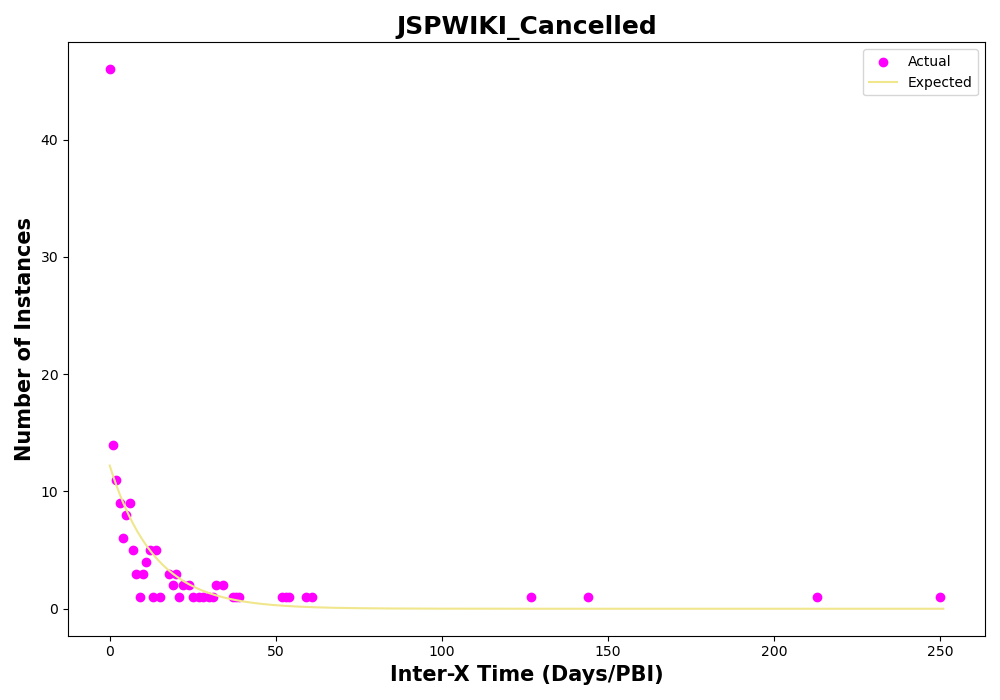 JSPWIKI_Cancelled
Actual
Expected
Number of Instances
40
30
20
10
0
0
50
100
150
200
250
Inter-X Time (Days/PBI)